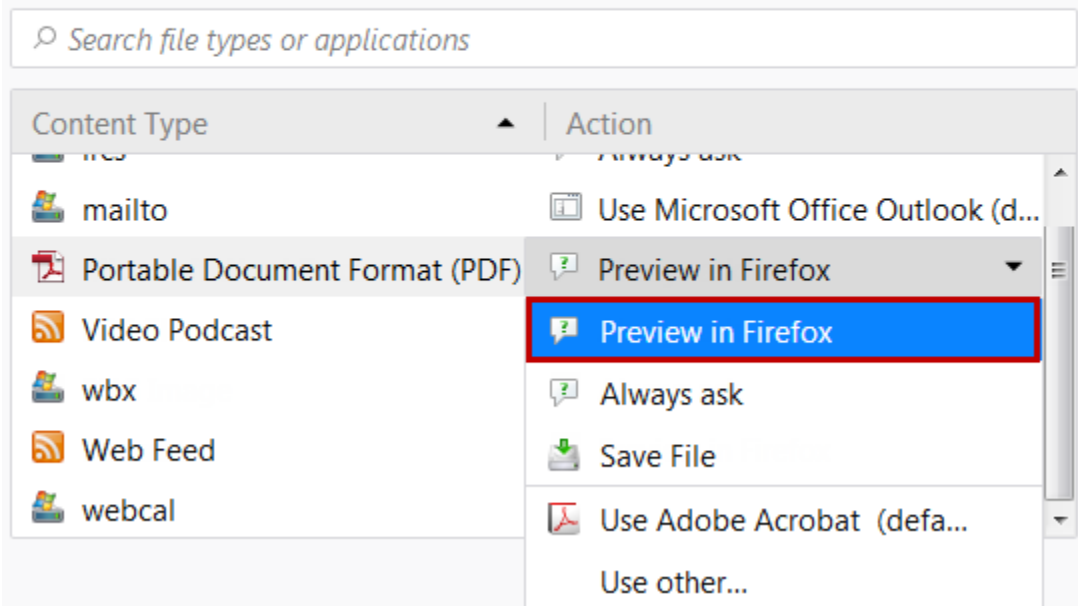 Search file types or applications
Content Type Action
Always ask
mailto Use Microsoft Office Outlook (d...
Portable Document Format (PDF) Preview in Firefox
Video Podcast Preview in Firefox
wbx Always ask
Web Feed Save File
webcal Use Adobe Acrobat (defa...
Use other...